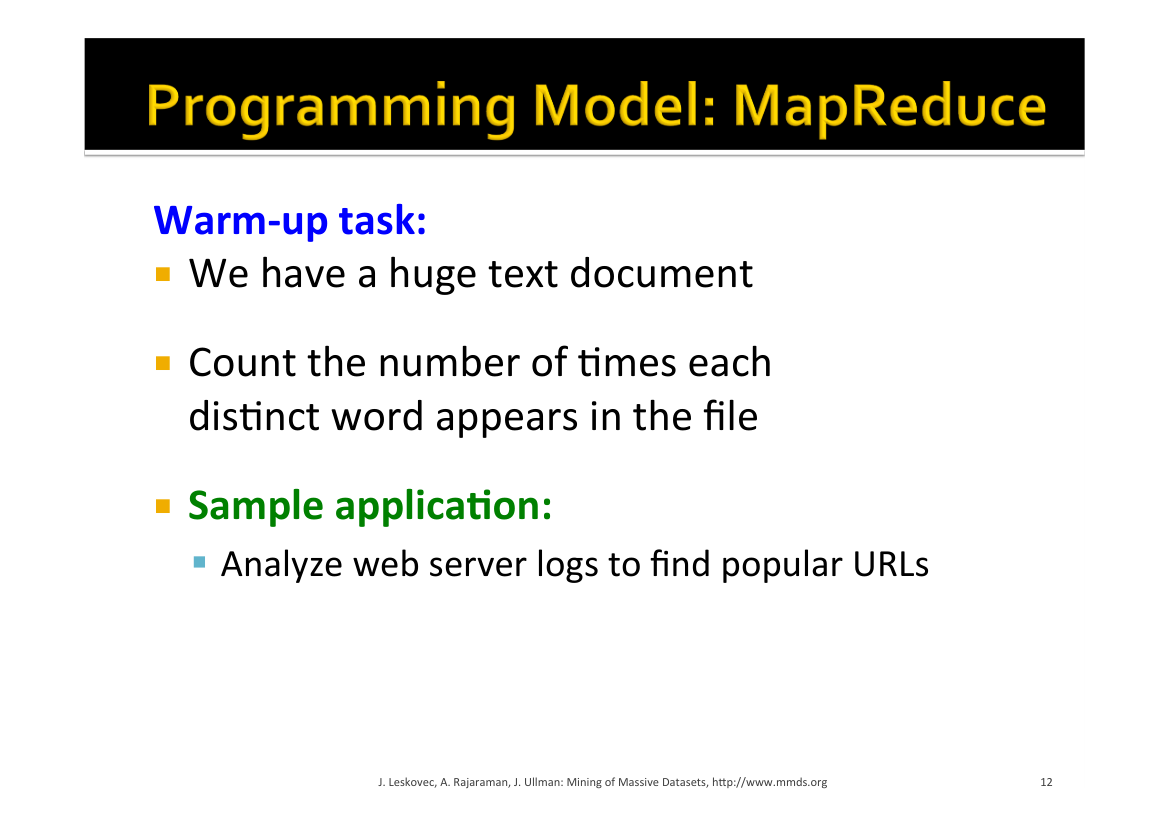 Programming Model: MapReduce
Warm-up task:
We have a huge text document
Count the number of times each
distinct word appears in the file
Sample application:
Analyze web server logs to find popular URLs
J. Leskovec, A. Rajaraman, J. Ullman: Mining of Massive Datasets, http://www.mmds.org
12